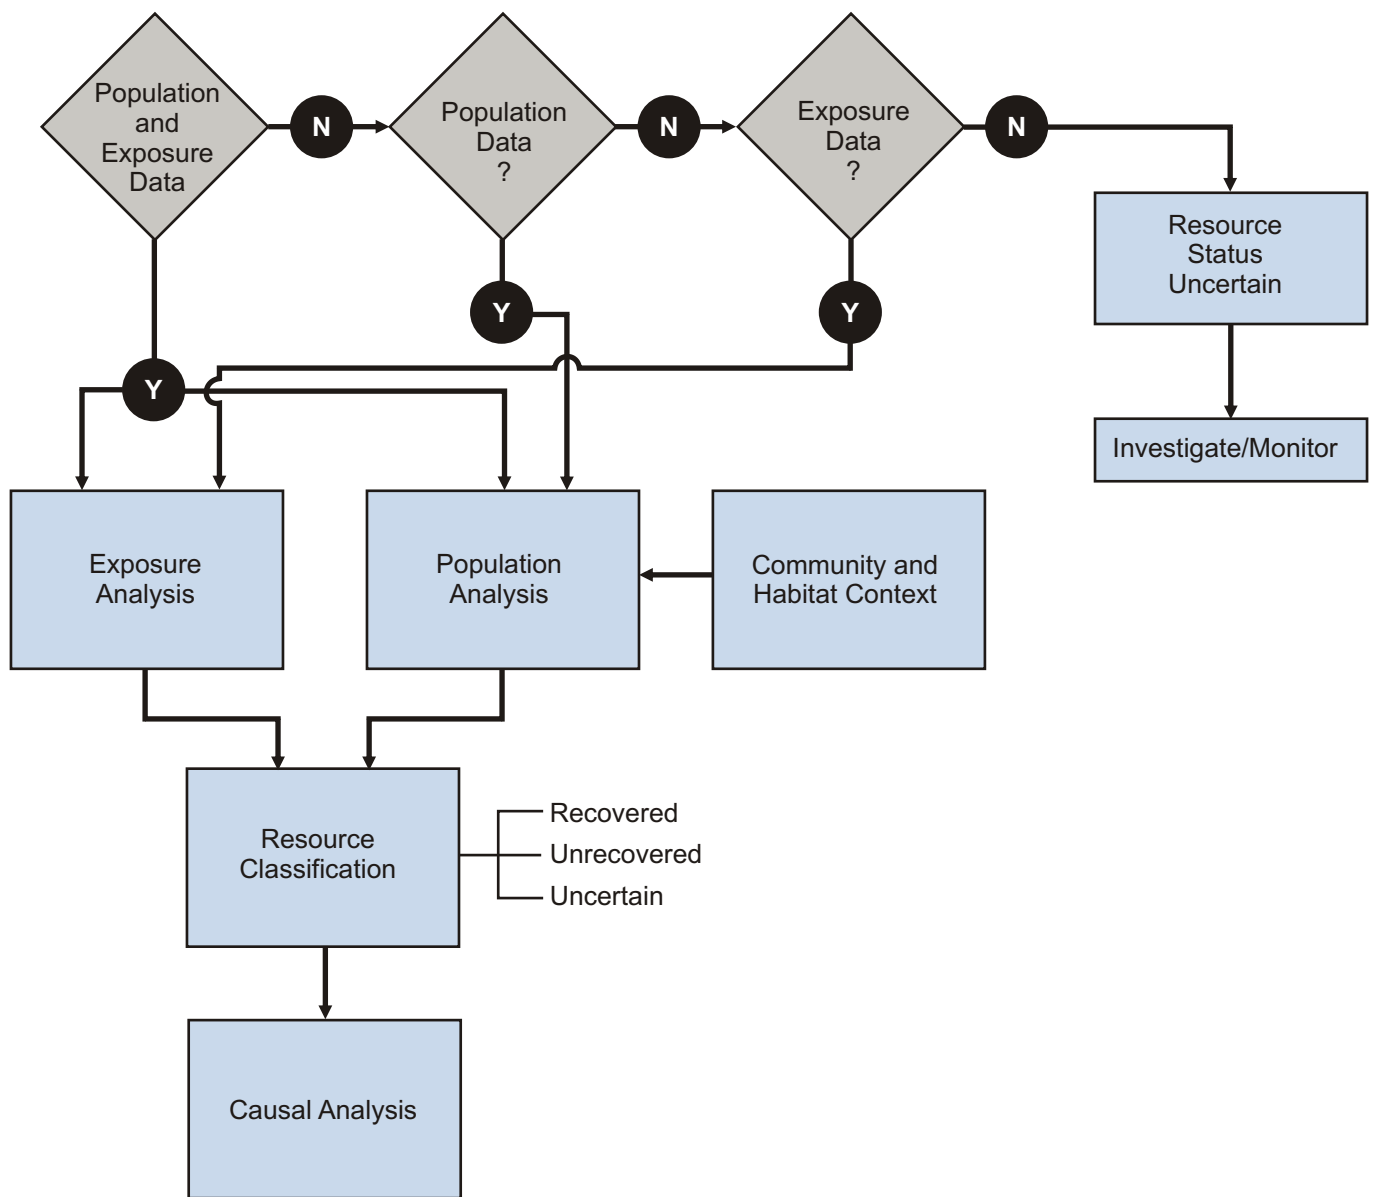 Population
and
Exposure
Data
N
Population
Data
?
N
Exposure
Data
?
N
Resource
Status
Uncertain
Y
Y
Y
Investigate/Monitor
Exposure
Analysis
Population
Analysis
Community and
Habitat Context
Resource
Classification
Recovered
Unrecovered
Uncertain
Causal Analysis